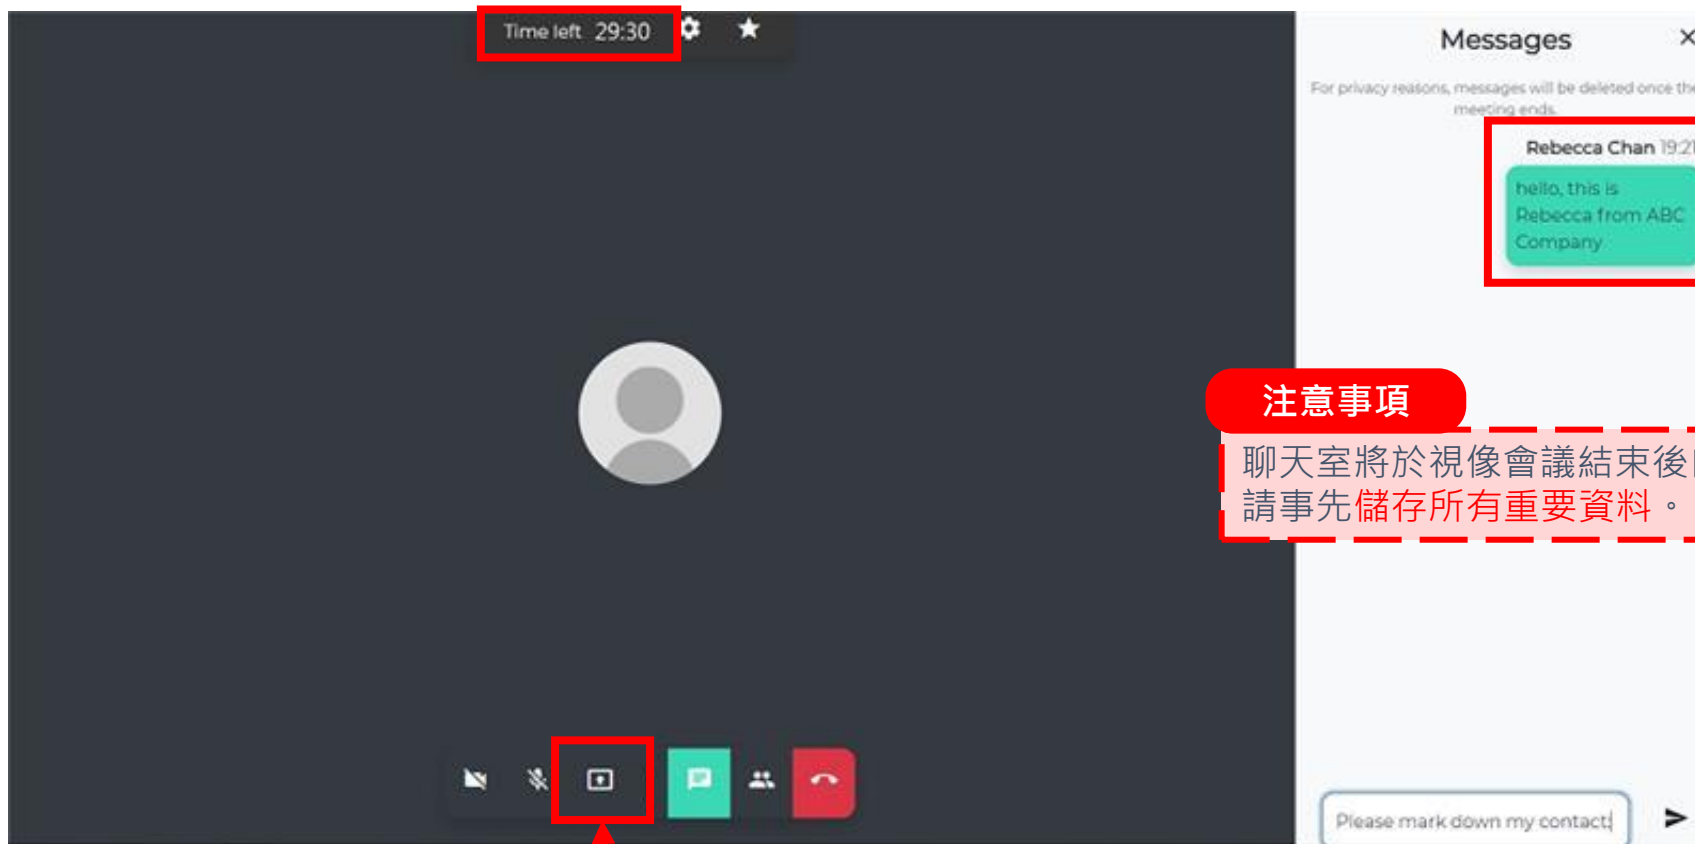 Time left 29:30
Messages
For privacy reasons, messages will be deleted once the
meeting ends.
Rebecca Chan 19:21
hello, this is
Rebecca from ABC
Company
注意事項
聊天室將於視像會議結束後
請事先儲存所有重要資料。
Please mark down my contact: